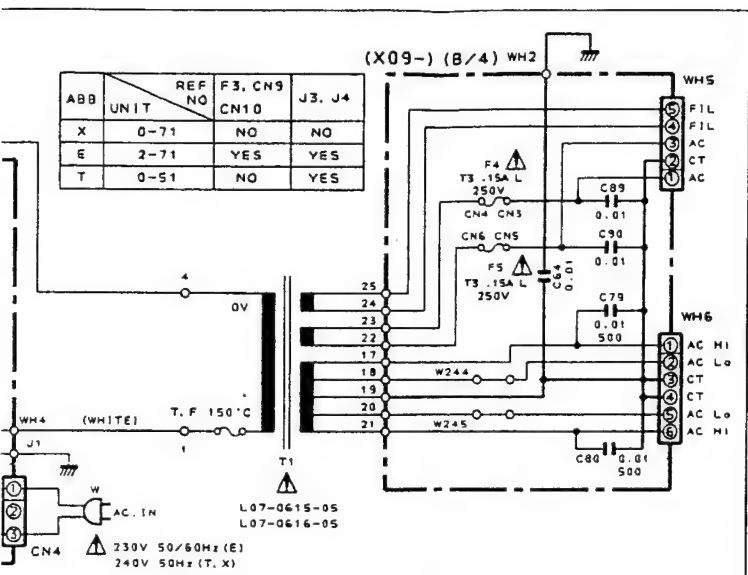 (X09-) (B/4) WH2
WH5
ABB UNIT REF NO F3, CN9 CN10 J3, J4
X 0-71 NO NO
E 2-71 YES YES
T 0-51 NO YES
5 FIL
4 FIL
3 AC
2 CT
1 AC
F4
T3.15A L
250V
CN4 CN3
C89
0.01
CN6 CN5
C90
0.01
F5
T3.15A L
250V
C64
0.01
C79
0.01
500
4
0V
25
24
23
22
17
18
19
20
21
W244
W245
WH6
1 AC Hi
2 AC Lo
3 CT
4 CT
5 AC Lo
6 AC Hi
C80 0.01
500
WH4 (WHITE) T.F 150°C
1
J1
T1
L07-0615-05
L07-0616-05
1
2
3
CN4
W
AC.IN
230V 50/60Hz (E)
240V 50Hz (T, X)